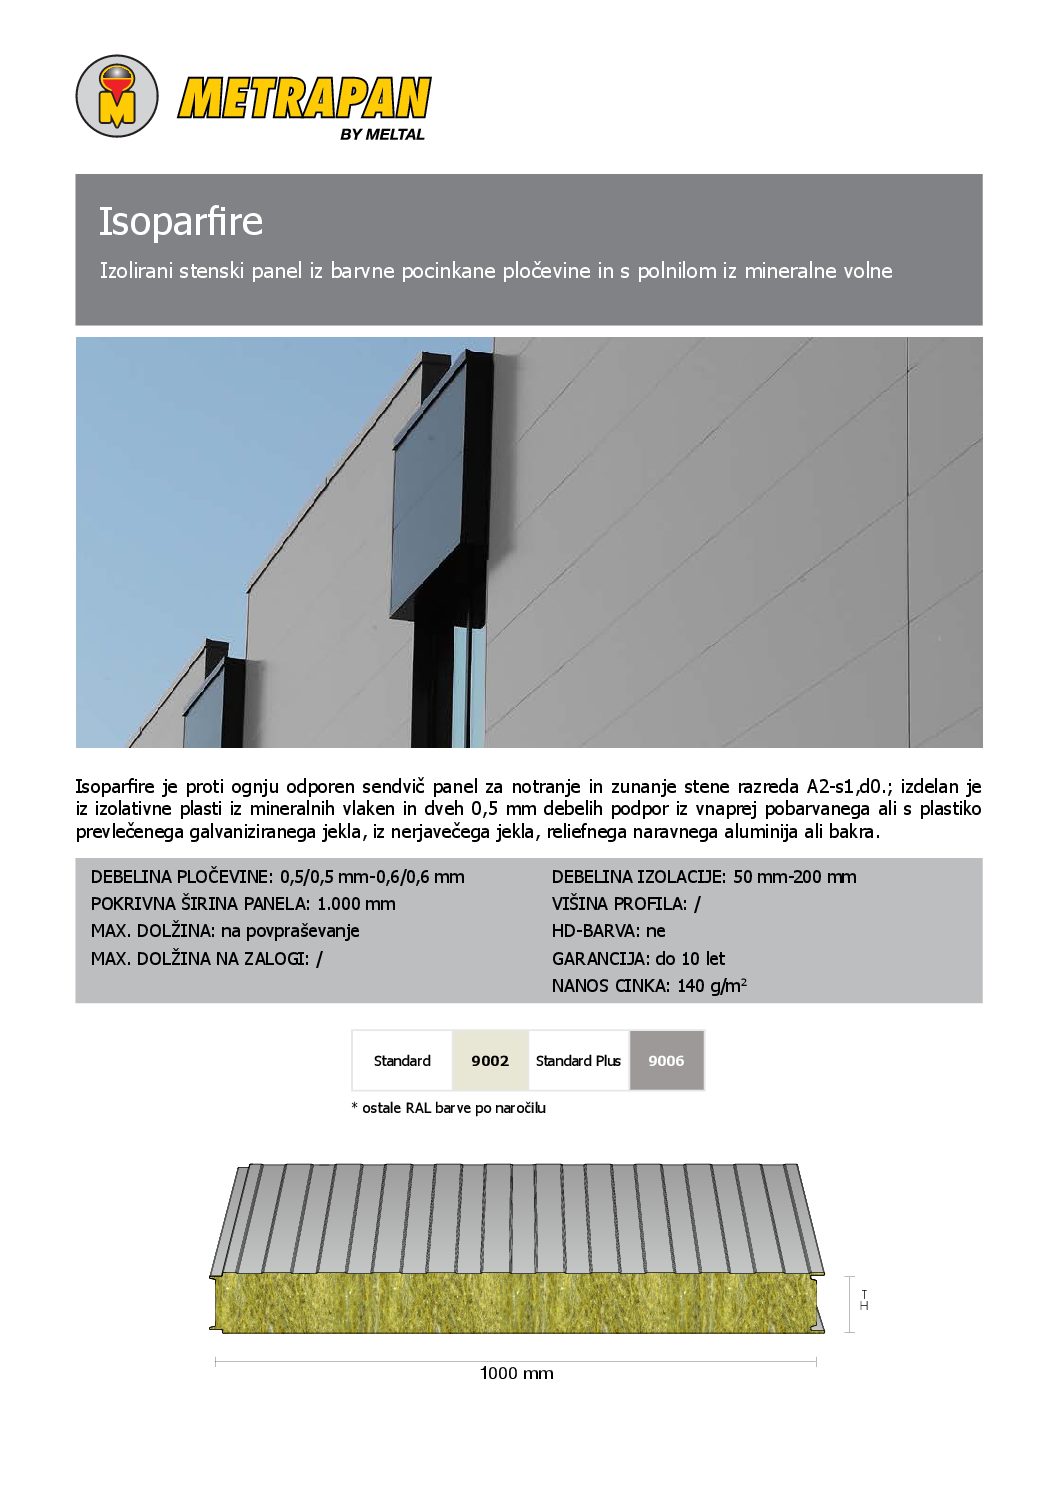 M
METRAPAN
BY MELTAL
Isoparfire
Izolirani stenski panel iz barvne pocinkane pločevine in s polnilom iz mineralne volne
Isoparfire je proti ognju odporen sendvič panel za notranje in zunanje stene razreda A2-s1,d0.; izdelan je
iz izolativne plasti iz mineralnih vlaken in dveh 0,5 mm debelih podpor iz vnaprej pobarvanega ali s plastiko
prevlečenega galvaniziranega jekla, iz nerjavečega jekla, reliefnega naravnega aluminija ali bakra.
DEBELINA PLOČEVINE: 0,5/0,5 mm-0,6/0,6 mm
POKRIVNA ŠIRINA PANELA: 1.000 mm
MAX. DOLŽINA: na povpraševanje
MAX. DOLŽINA NA ZALOGI: /
DEBELINA IZOLACIJE: 50 mm-200 mm
VIŠINA PROFILA: /
HD-BARVA: ne
GARANCIJA: do 10 let
NANOS CINKA: 140 g/m²
Standard 9002 Standard Plus 9006
* ostale RAL barve po naročilu
T
H
1000 mm